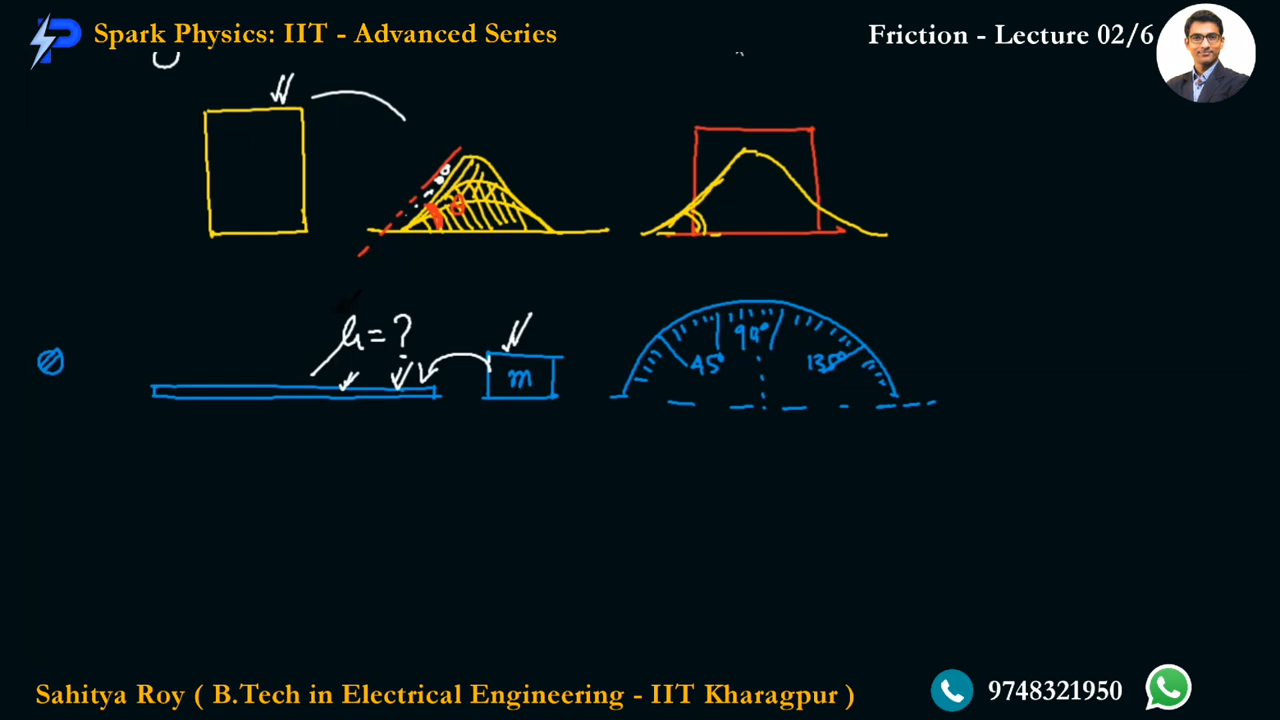 Spark Physics: IIT - Advanced Series
Friction - Lecture 02/6
θ
μ = ?
m
45°
90°
135°
Sahitya Roy ( B.Tech in Electrical Engineering - IIT Kharagpur )
9748321950